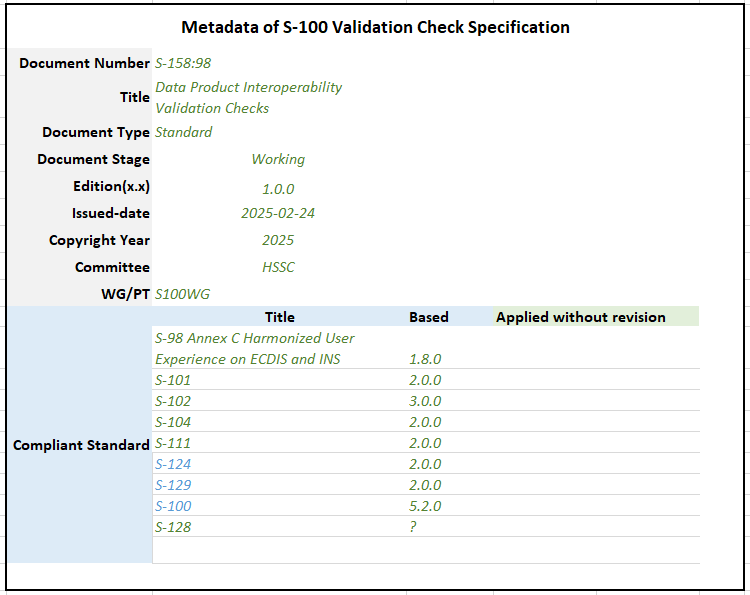 Metadata of S-100 Validation Check Specification
Document Number S-158:98
Title Data Product Interoperability
Validation Checks
Document Type Standard
Document Stage Working
Edition(x.x) 1.0.0
Issued-date 2025-02-24
Copyright Year 2025
Committee HSSC
WG/PT S100WG
Title Based Applied without revision
S-98 Annex C Harmonized User
Experience on ECDIS and INS 1.8.0
S-101 2.0.0
S-102 3.0.0
S-104 2.0.0
Compliant Standard S-111 2.0.0
S-124 2.0.0
S-129 2.0.0
S-100 5.2.0
S-128 ?